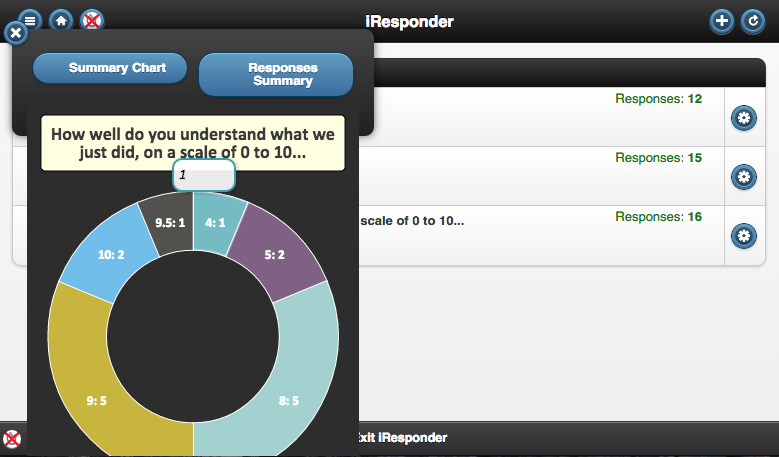 iResponder
Summary Chart
Responses
Summary
How well do you understand what we
just did, on a scale of 0 to 10...
1
9.5: 1
4: 1
10: 2
5: 2
9: 5
8: 5
Responses: 12
Responses: 15
scale of 0 to 10...
Responses: 16
Exit iResponder